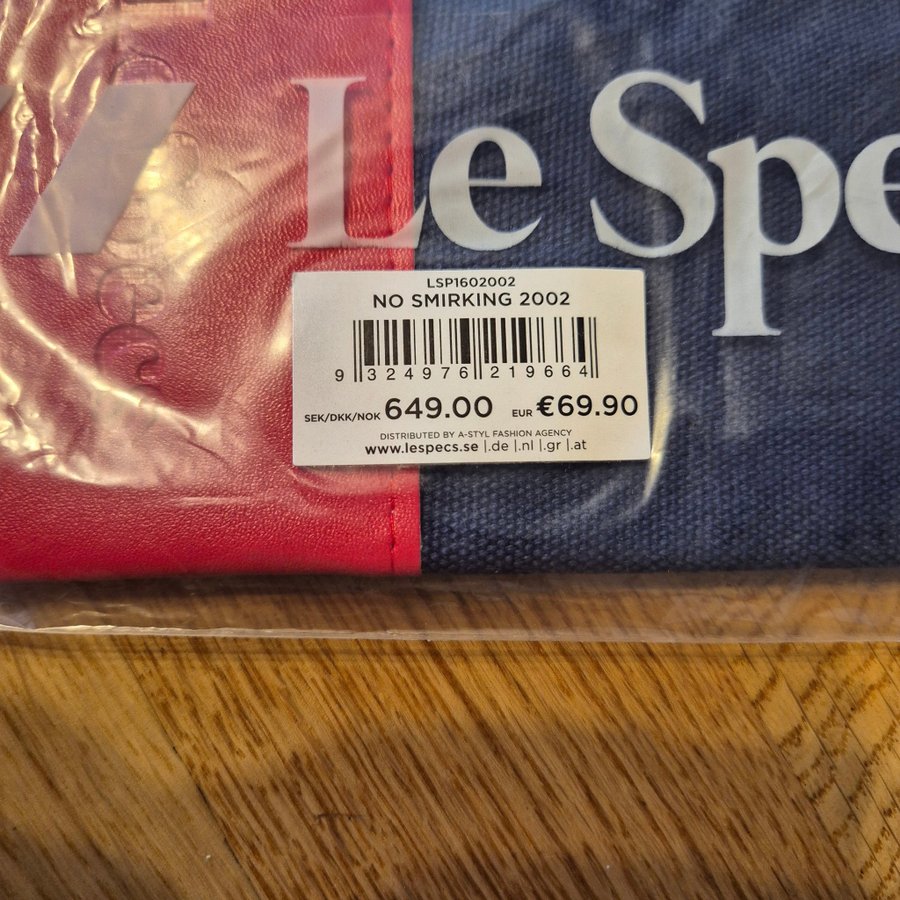 Le Spe
LSP1602002
NO SMIRKING 2002
9 324976 219664
SEK/DKK/NOK 649.00 EUR €69.90
DISTRIBUTED BY A-STYL FASHION AGENCY
www.lespecs.se |.de |.nl |.gr |.at